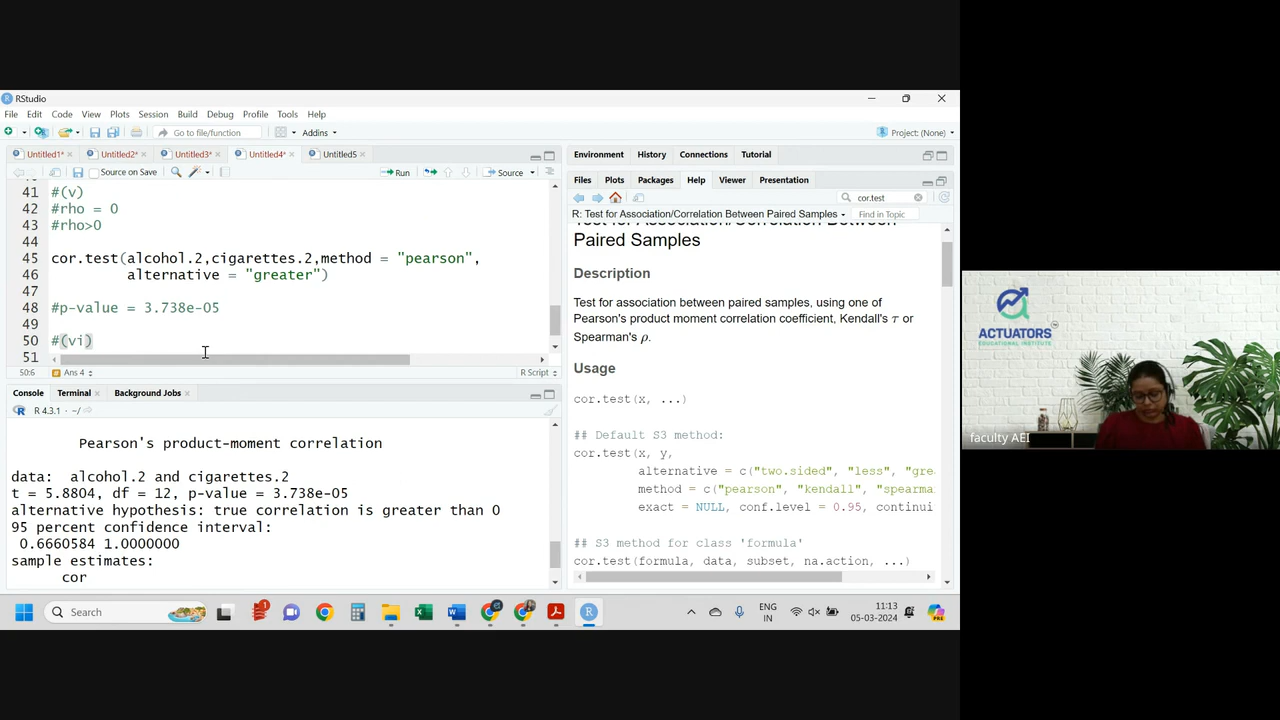 RStudio
File Edit Code View Plots Session Build Debug Profile Tools Help
Go to file/function Addins Project: (None)
Untitled1* Untitled2* Untitled3* Untitled4* Untitled5
Source on Save Run Source
41 #(v)
42 #rho = 0
43 #rho>0
44
45 cor.test(alcohol.2,cigarettes.2,method = "pearson",
46 alternative = "greater")
47
48 #p-value = 3.738e-05
49
50 #(vi)
51
50:6 Ans 4 R Script
Console Terminal Background Jobs
R 4.3.1 · ~/
Pearson's product-moment correlation
data: alcohol.2 and cigarettes.2
t = 5.8804, df = 12, p-value = 3.738e-05
alternative hypothesis: true correlation is greater than 0
95 percent confidence interval:
0.6660584 1.0000000
sample estimates:
cor
Environment History Connections Tutorial
Files Plots Packages Help Viewer Presentation
cor.test
R: Test for Association/Correlation Between Paired Samples Find in Topic
Test for Association/Correlation Between
Paired Samples
Description
Test for association between paired samples, using one of
Pearson's product moment correlation coefficient, Kendall's τ or
Spearman's ρ.
Usage
cor.test(x, ...)
## Default S3 method:
cor.test(x, y,
alternative = c("two.sided", "less", "gre
method = c("pearson", "kendall", "spearma
exact = NULL, conf.level = 0.95, continui
## S3 method for class 'formula'
cor.test(formula, data, subset, na.action, ...)
Search
ENG
IN
11:13
05-03-2024
ACTUATORS
EDUCATIONAL INSTITUTE
faculty AEI